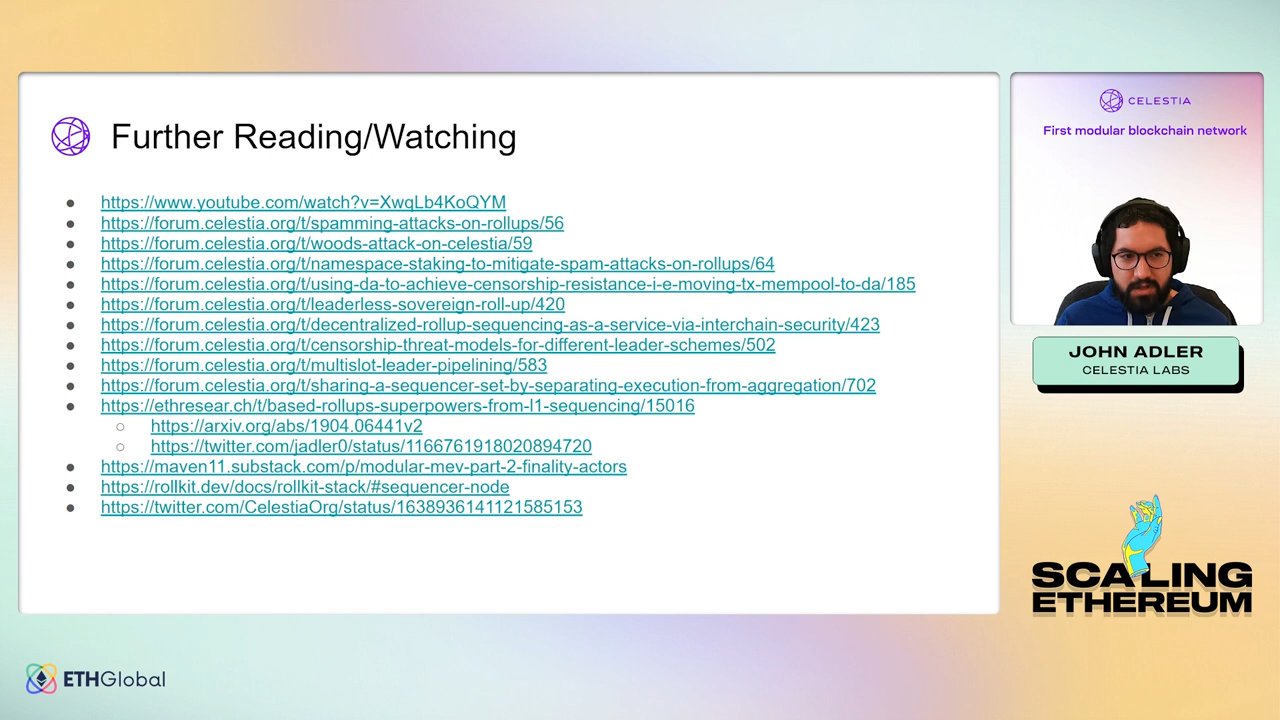 Further Reading/Watching
https://www.youtube.com/watch?v=XwqLb4KoQYM
https://forum.celestia.org/t/spamming-attacks-on-rollups/56
https://forum.celestia.org/t/woods-attack-on-celestia/59
https://forum.celestia.org/t/namespace-staking-to-mitigate-spam-attacks-on-rollups/64
https://forum.celestia.org/t/using-da-to-achieve-censorship-resistance-i-e-moving-tx-mempool-to-da/185
https://forum.celestia.org/t/leaderless-sovereign-roll-up/420
https://forum.celestia.org/t/decentralized-rollup-sequencing-as-a-service-via-interchain-security/423
https://forum.celestia.org/t/censorship-threat-models-for-different-leader-schemes/502
https://forum.celestia.org/t/multislot-leader-pipelining/583
https://forum.celestia.org/t/sharing-a-sequencer-set-by-separating-execution-from-aggregation/702
https://ethresear.ch/t/based-rollups-superpowers-from-l1-sequencing/15016
https://arxiv.org/abs/1904.06441v2
https://twitter.com/jadler0/status/1166761918020894720
https://maven11.substack.com/p/modular-mev-part-2-finality-actors
https://rollkit.dev/docs/rollkit-stack/#sequencer-node
https://twitter.com/CelestiaOrg/status/1638936141121585153
CELESTIA
First modular blockchain network
JOHN ADLER
CELESTIA LABS
SCALING
ETHEREUM
ETHGlobal